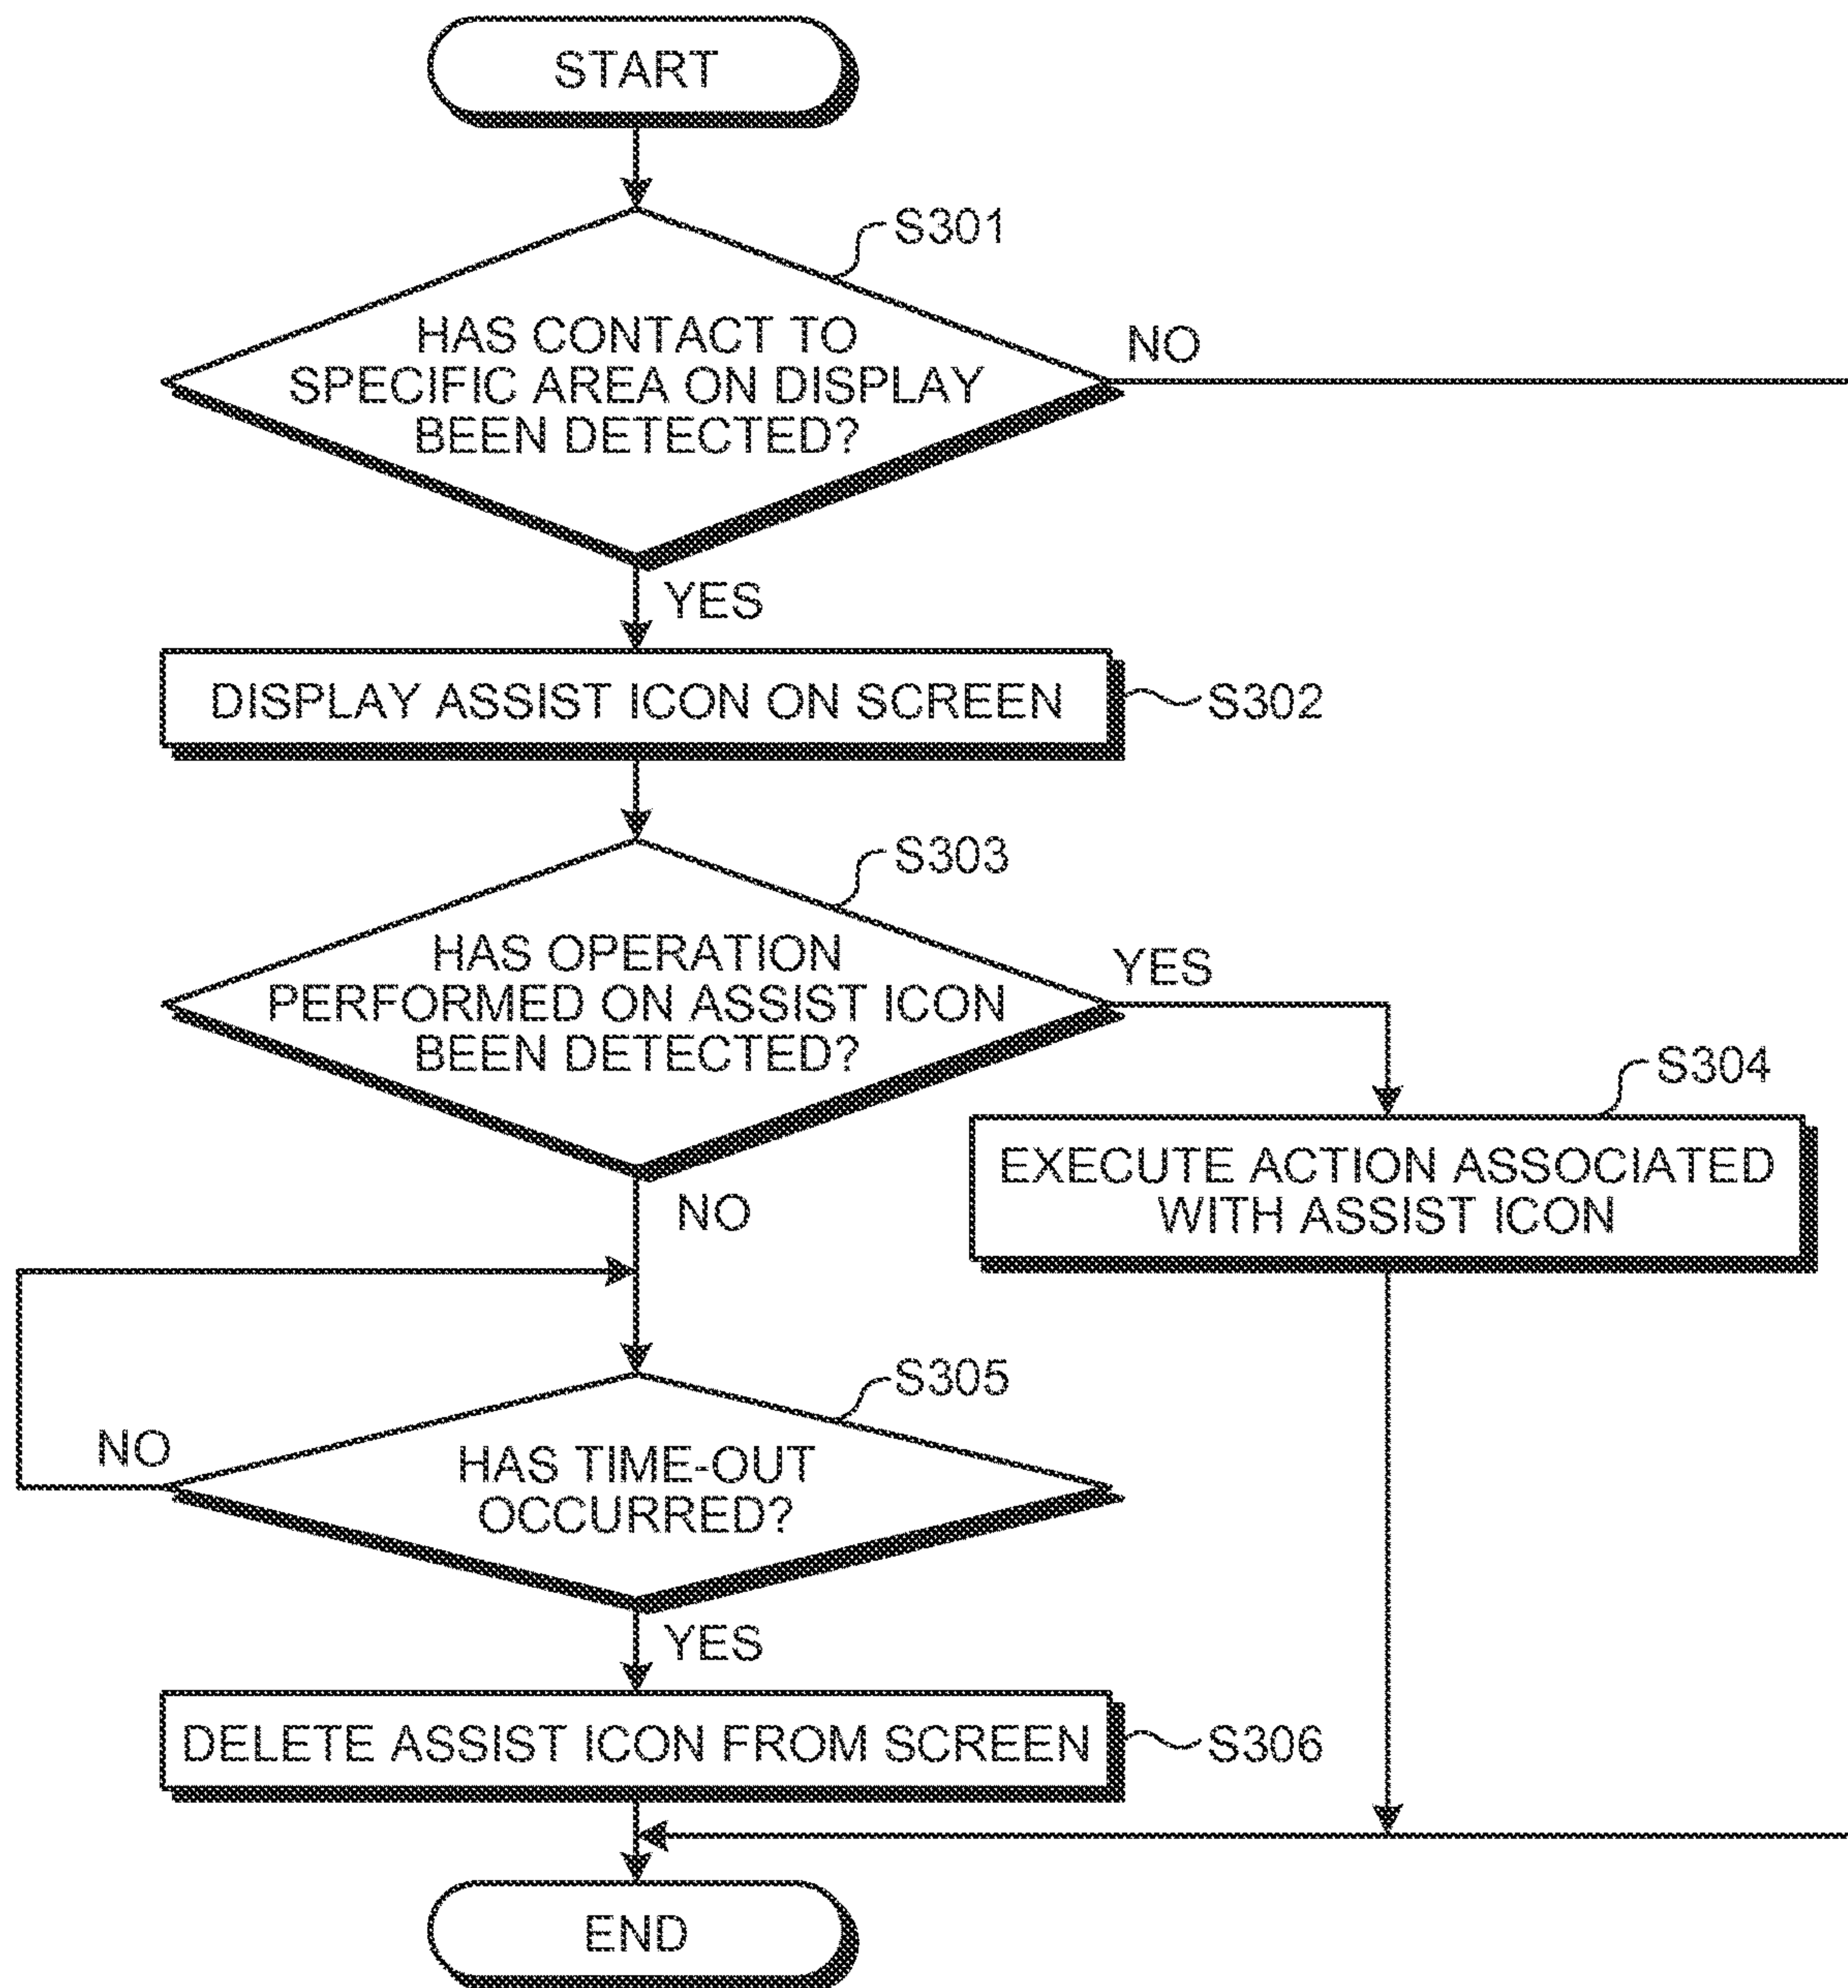 START
S301
HAS CONTACT TO
SPECIFIC AREA ON DISPLAY
BEEN DETECTED?
NO
YES
DISPLAY ASSIST ICON ON SCREEN
S302
S303
HAS OPERATION
PERFORMED ON ASSIST ICON
BEEN DETECTED?
YES
S304
EXECUTE ACTION ASSOCIATED
WITH ASSIST ICON
NO
S305
NO
HAS TIME-OUT
OCCURRED?
YES
DELETE ASSIST ICON FROM SCREEN
S306
END